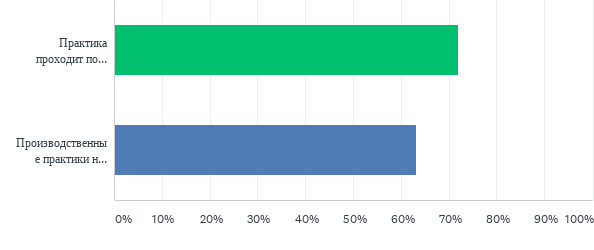 Практика
проходит по...
Производственны
е практики н...
0% 10% 20% 30% 40% 50% 60% 70% 80% 90% 100%